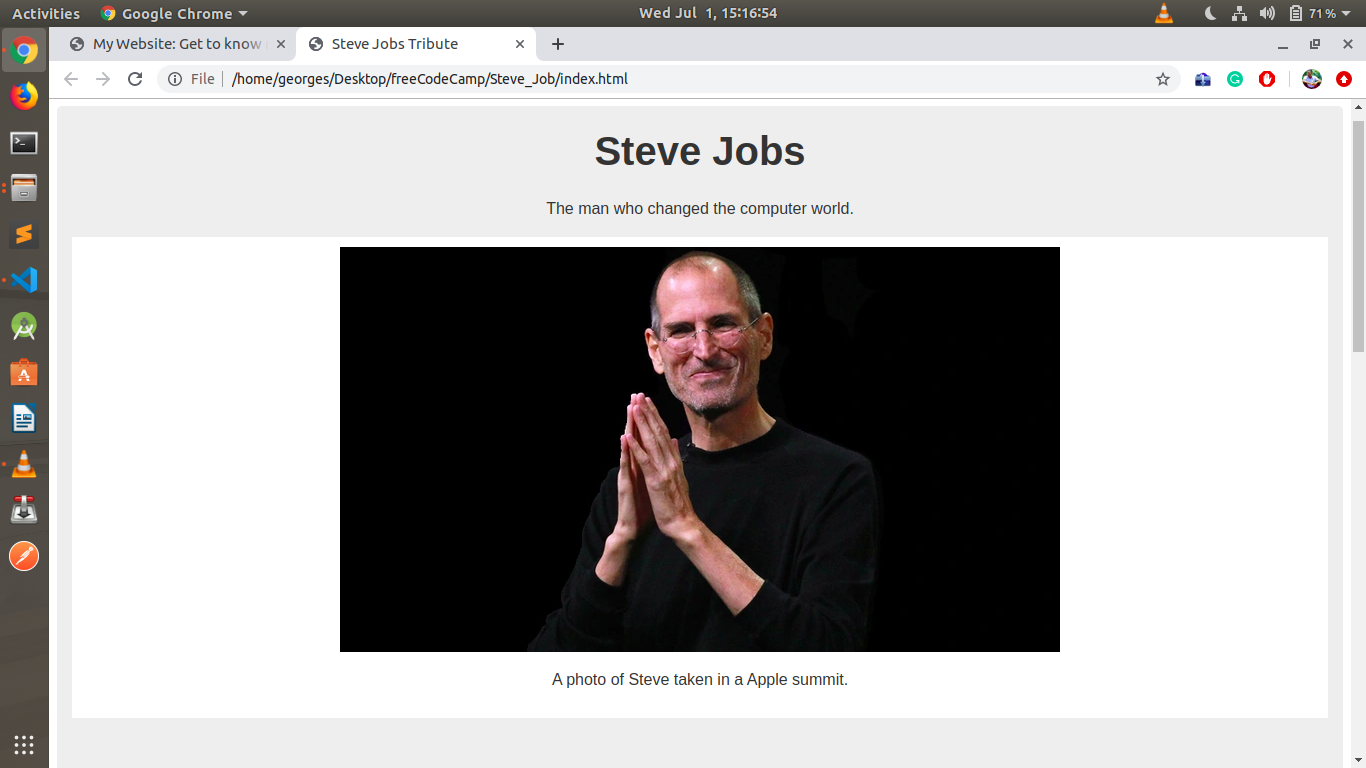 Activities Google Chrome Wed Jul 1, 15:16:54 71%
My Website: Get to know Steve Jobs Tribute
File /home/georges/Desktop/freeCodeCamp/Steve_Job/index.html
Steve Jobs
The man who changed the computer world.
A photo of Steve taken in a Apple summit.